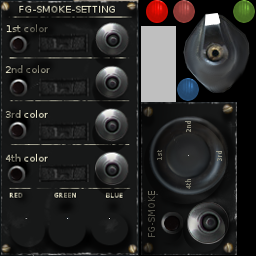 FG-SMOKE-SETTING
1st color
2nd color
3rd color
4th color
RED GREEN BLUE
1st
2nd
3rd
4th
FG-SMOKE